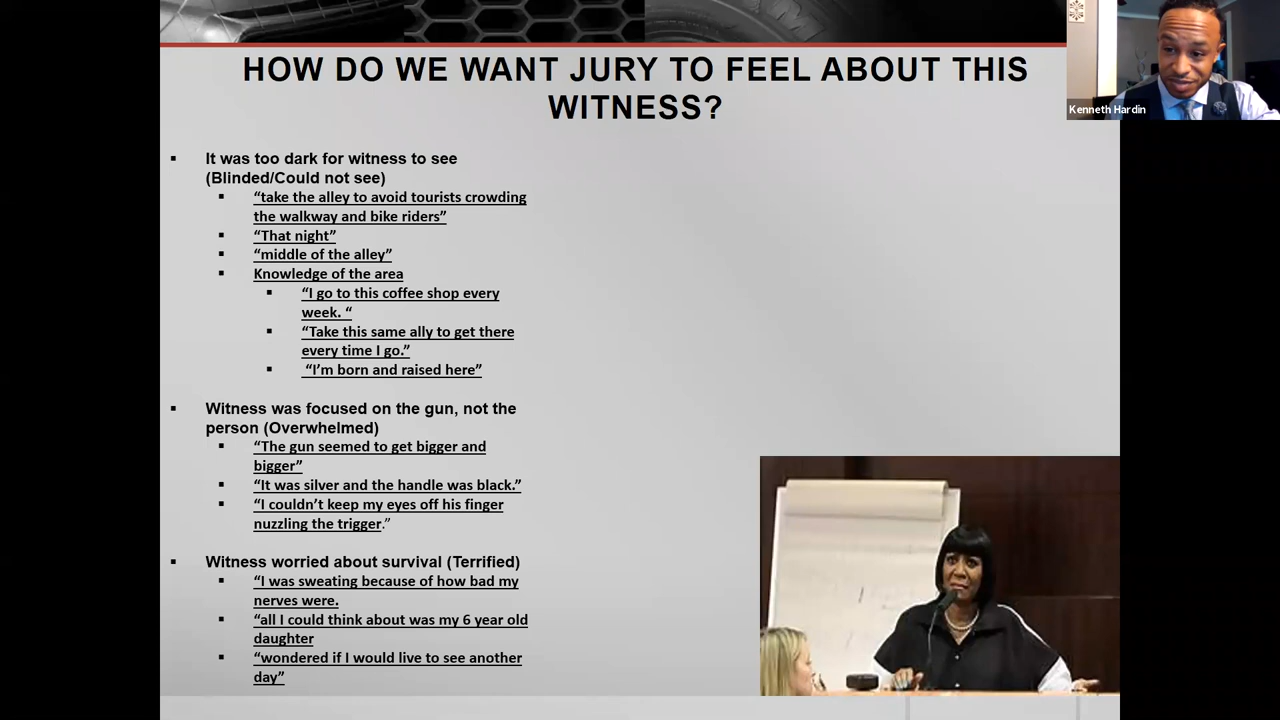 HOW DO WE WANT JURY TO FEEL ABOUT THIS
WITNESS?
Kenneth Hardin
▪ It was too dark for witness to see
(Blinded/Could not see)
▪ “take the alley to avoid tourists crowding
the walkway and bike riders”
▪ “That night”
▪ “middle of the alley”
▪ Knowledge of the area
▪ “I go to this coffee shop every
week. “
▪ “Take this same ally to get there
every time I go.”
▪ “I’m born and raised here”
▪ Witness was focused on the gun, not the
person (Overwhelmed)
▪ “The gun seemed to get bigger and
bigger”
▪ “It was silver and the handle was black.”
▪ “I couldn’t keep my eyes off his finger
nuzzling the trigger.”
▪ Witness worried about survival (Terrified)
▪ “I was sweating because of how bad my
nerves were.
▪ “all I could think about was my 6 year old
daughter
▪ “wondered if I would live to see another
day”